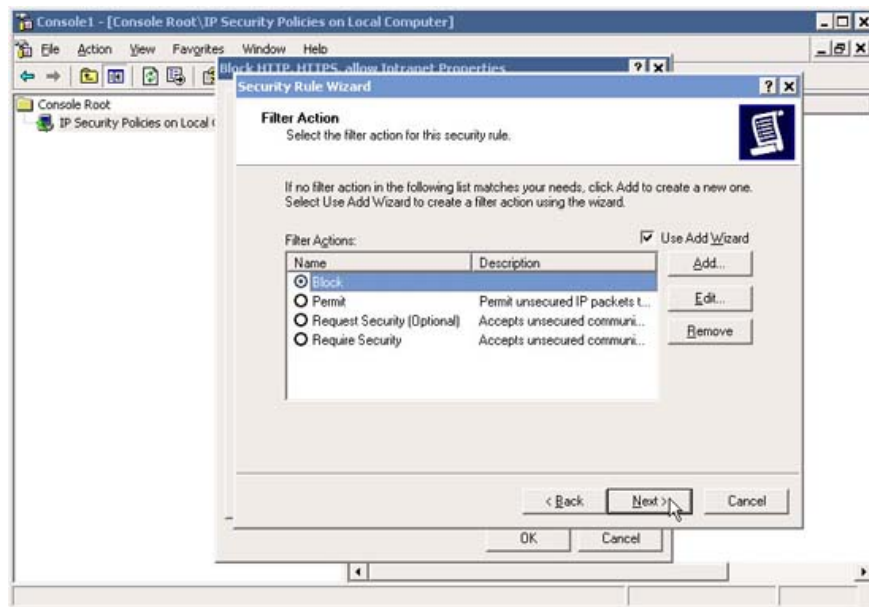 Console1 - [Console Root\IP Security Policies on Local Computer]
File Action View Favorites Window Help
Block HTTP, HTTPS, allow Intranet Properties
Console Root
IP Security Policies on Local
Security Rule Wizard
Filter Action
Select the filter action for this security rule.
If no filter action in the following list matches your needs, click Add to create a new one.
Select Use Add Wizard to create a filter action using the wizard.
Filter Actions:
Use Add Wizard
Name Description
Block
Permit Permit unsecured IP packets t...
Request Security (Optional) Accepts unsecured communi...
Require Security Accepts unsecured communi...
Add...
Edit...
Remove
< Back Next > Cancel
OK Cancel